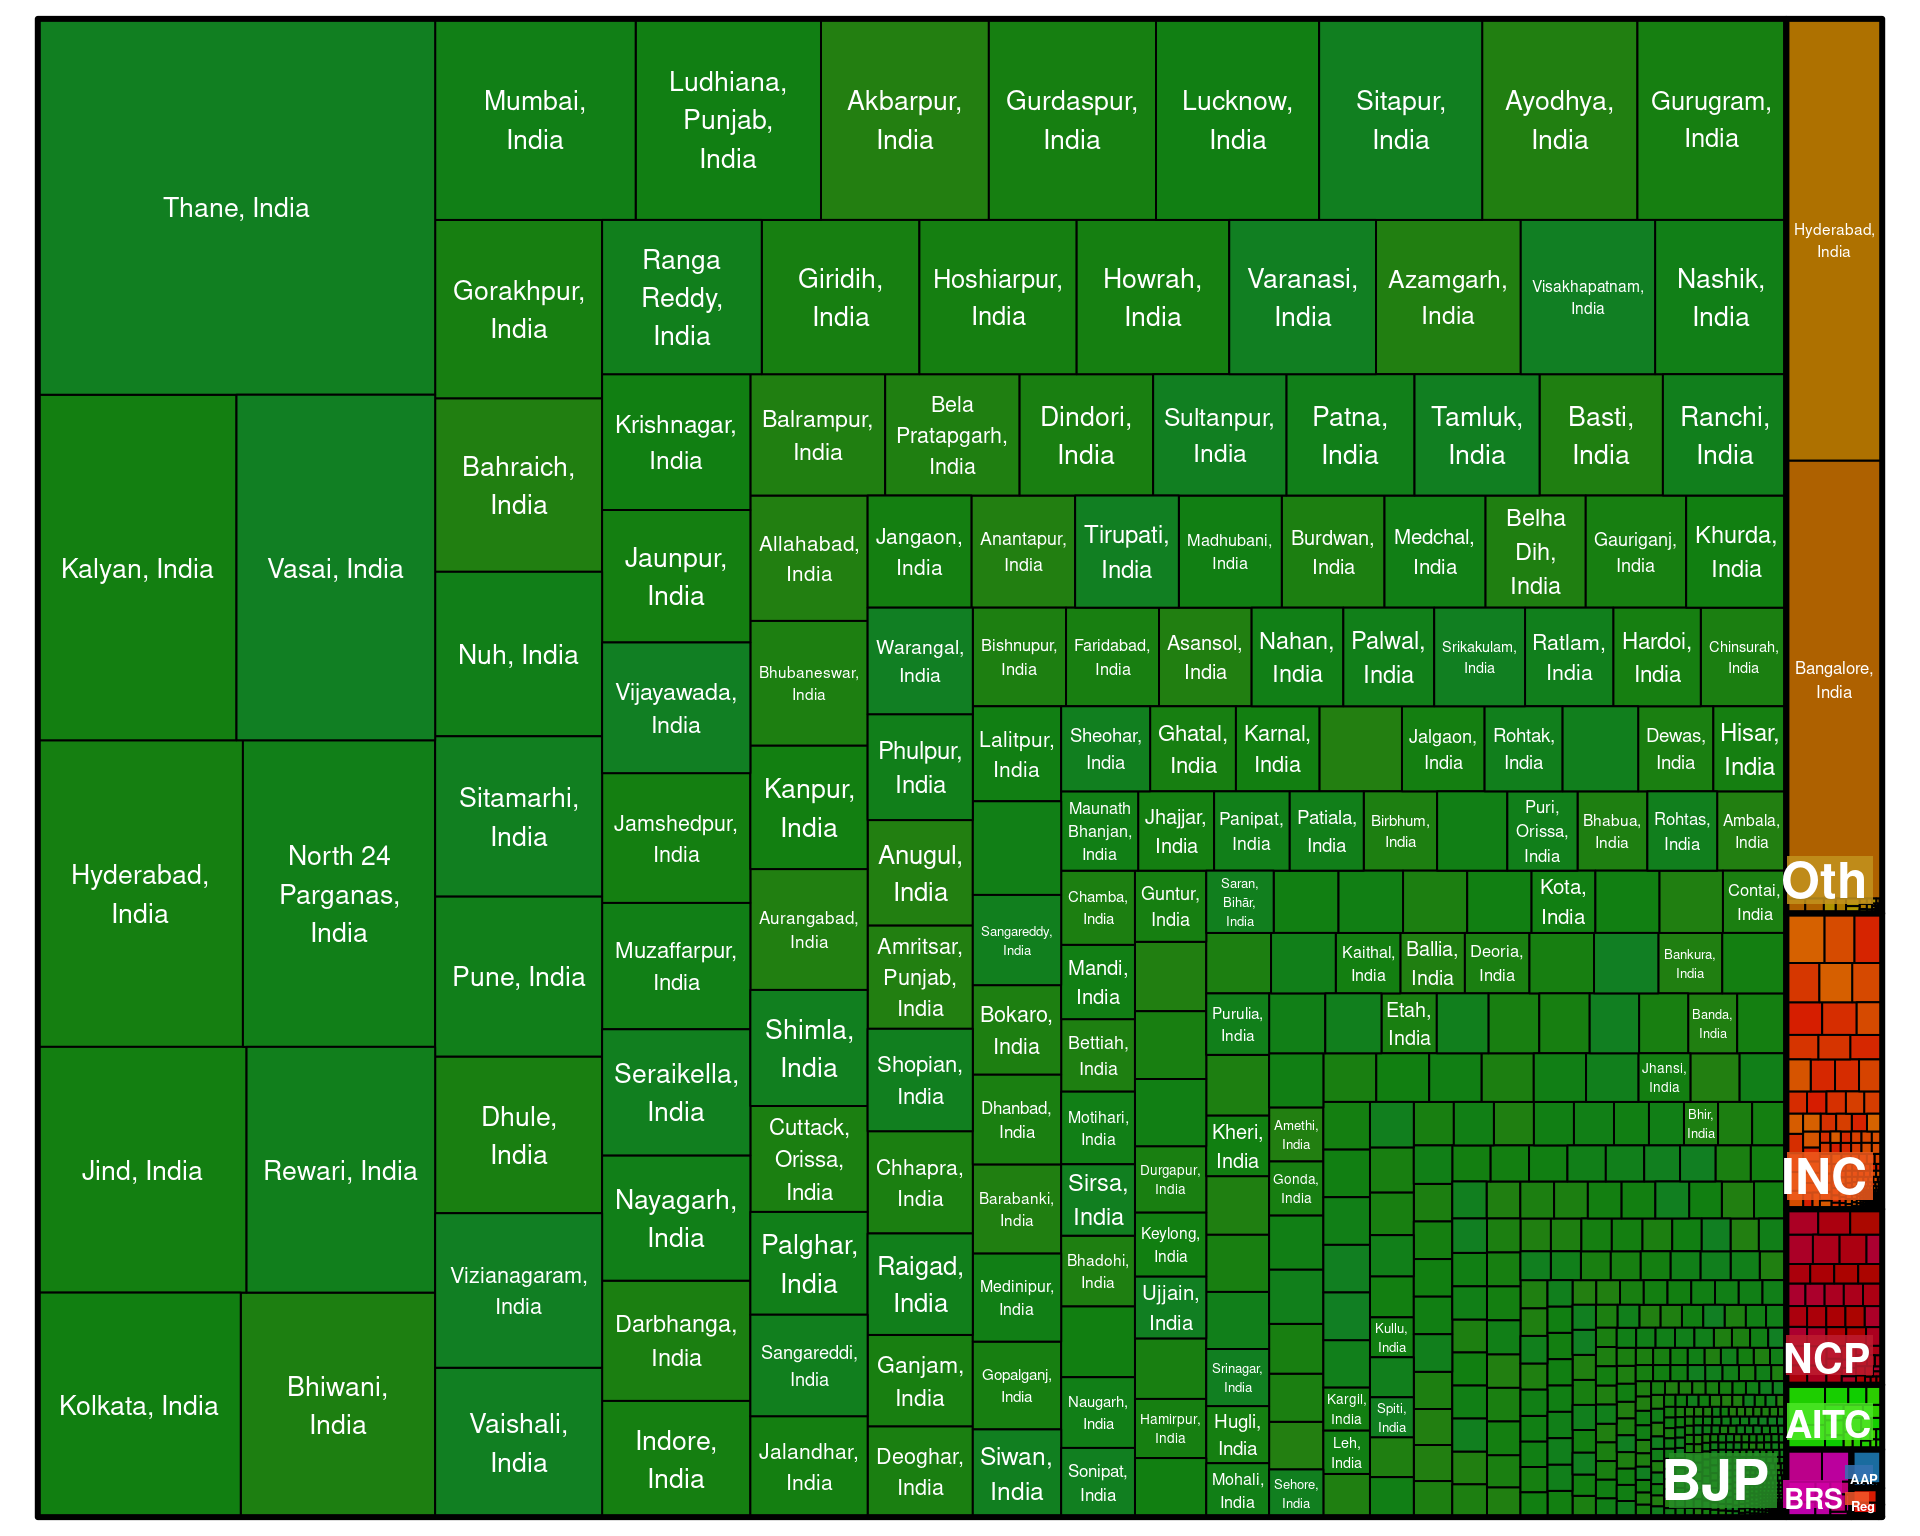 Thane, India
Mumbai,
India
Ludhiana,
Punjab,
India
Akbarpur,
India
Gurdaspur,
India
Lucknow,
India
Sitapur,
India
Ayodhya,
India
Gurugram,
India
Hyderabad,
India
Gorakhpur,
India
Ranga
Reddy,
India
Giridih,
India
Hoshiarpur,
India
Howrah,
India
Varanasi,
India
Azamgarh,
India
Visakhapatnam,
India
Nashik,
India
Kalyan, India
Vasai, India
Bahraich,
India
Krishnagar,
India
Balrampur,
India
Bela
Pratapgarh,
India
Dindori,
India
Sultanpur,
India
Patna,
India
Tamluk,
India
Basti,
India
Ranchi,
India
Bangalore,
India
Nuh, India
Jaunpur,
India
Allahabad,
India
Jangaon,
India
Anantapur,
India
Tirupati,
India
Madhubani,
India
Burdwan,
India
Medchal,
India
Belha
Dih,
India
Gauriganj,
India
Khurda,
India
Vijayawada,
India
Bhubaneswar,
India
Warangal,
India
Bishnupur,
India
Faridabad,
India
Asansol,
India
Nahan,
India
Palwal,
India
Srikakulam,
India
Ratlam,
India
Hardoi,
India
Chinsurah,
India
Hyderabad,
India
North 24
Parganas,
India
Sitamarhi,
India
Jamshedpur,
India
Kanpur,
India
Phulpur,
India
Lalitpur,
India
Sheohar,
India
Ghatal,
India
Karnal,
India
Jalgaon,
India
Rohtak,
India
Dewas,
India
Hisar,
India
Maunath
Bhanjan,
India
Jhajjar,
India
Panipat,
India
Patiala,
India
Birbhum,
India
Puri,
Orissa,
India
Bhabua,
India
Rohtas,
India
Ambala,
India
Oth
Pune, India
Muzaffarpur,
India
Aurangabad,
India
Anugul,
India
Amritsar,
Punjab,
India
Sangareddy,
India
Chamba,
India
Guntur,
India
Saran,
Bihār,
India
Kota,
India
Contai,
India
Mandi,
India
Kaithal,
India
Ballia,
India
Deoria,
India
Bankura,
India
Jind, India
Rewari, India
Dhule,
India
Seraikella,
India
Shimla,
India
Shopian,
India
Bokaro,
India
Bettiah,
India
Purulia,
India
Etah,
India
Banda,
India
Cuttack,
Orissa,
India
Chhapra,
India
Dhanbad,
India
Motihari,
India
Kheri,
India
Amethi,
India
Jhansi,
India
Bhir,
India
Nayagarh,
India
Barabanki,
India
Sirsa,
India
Durgapur,
India
Gonda,
India
INC
Vizianagaram,
India
Darbhanga,
India
Palghar,
India
Raigad,
India
Medinipur,
India
Bhadohi,
India
Keylong,
India
Ujjain,
India
Kolkata, India
Bhiwani,
India
Vaishali,
India
Indore,
India
Sangareddi,
India
Jalandhar,
India
Ganjam,
India
Deoghar,
India
Gopalganj,
India
Siwan,
India
Naugarh,
India
Sonipat,
India
Hamirpur,
India
Srinagar,
India
Hugli,
India
Mohali,
India
Sehore,
India
Kargil,
India
Leh,
India
Kullu,
India
Spiti,
India
NCP
AITC
BJP
BRS
AAP
Reg